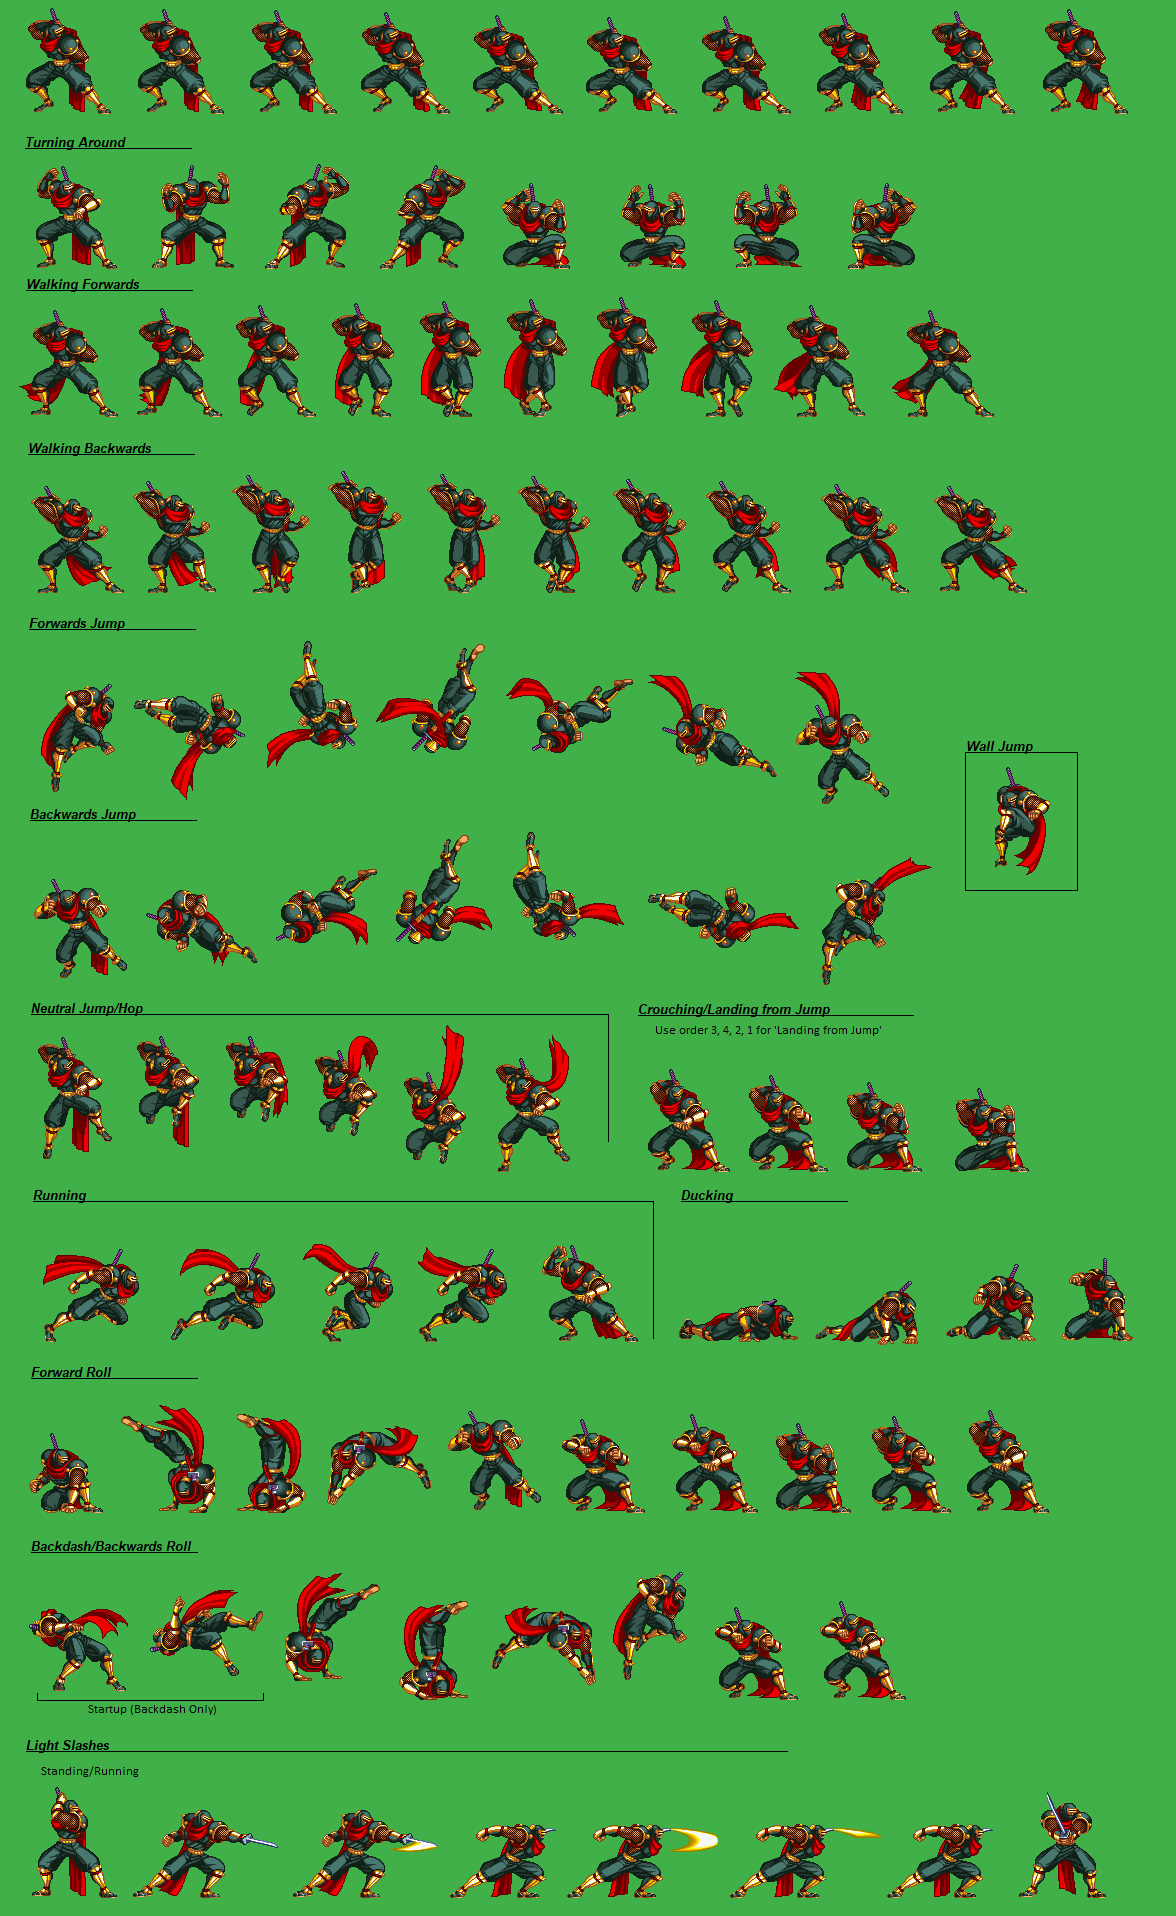 Turning Around
Walking Forwards
Walking Backwards
Forwards Jump
Wall Jump
Backwards Jump
Neutral Jump/Hop
Crouching/Landing from Jump
Use order 3, 4, 2, 1 for 'Landing from Jump'
Running
Ducking
Forward Roll
Backdash/Backwards Roll
Startup (Backdash Only)
Light Slashes
Standing/Running